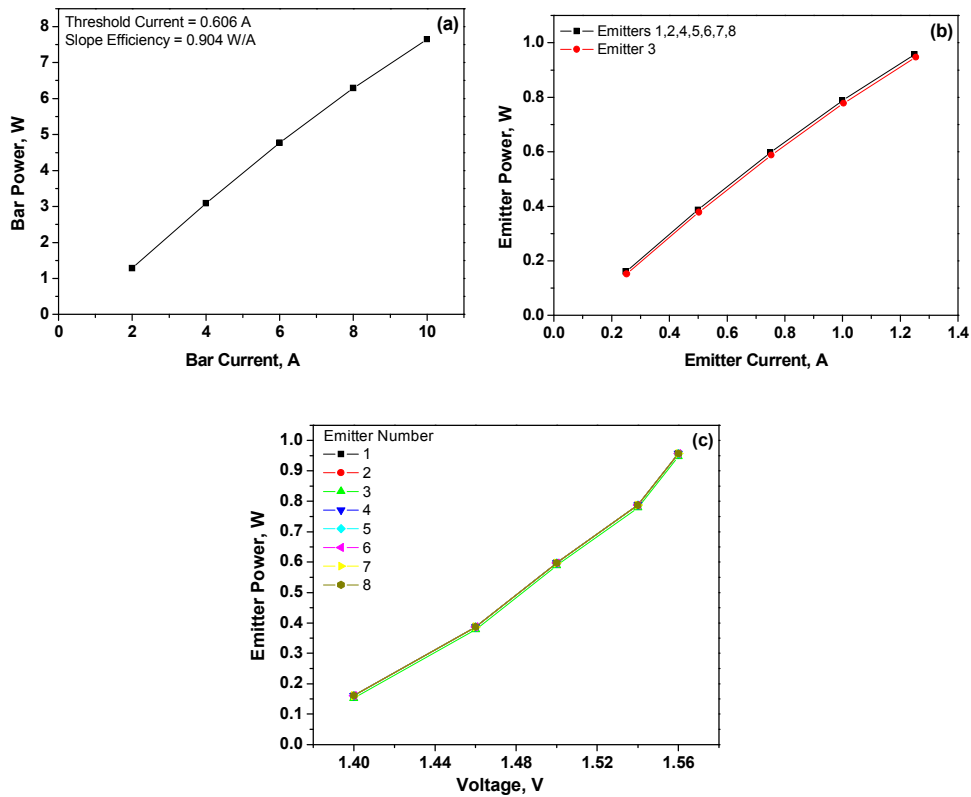 Threshold Current = 0.606 A
Slope Efficiency = 0.904 W/A
(a)
8
7
6
5
4
3
2
1
0
Bar Power, W
0 2 4 6 8 10
Bar Current, A
Emitters 1,2,4,5,6,7,8
Emitter 3
(b)
1.0
0.8
0.6
0.4
0.2
0.0
Emitter Power, W
0.0 0.2 0.4 0.6 0.8 1.0 1.2 1.4
Emitter Current, A
Emitter Number
1
2
3
4
5
6
7
8
(c)
1.0
0.9
0.8
0.7
0.6
0.5
0.4
0.3
0.2
0.1
0.0
Emitter Power, W
1.40 1.44 1.48 1.52 1.56
Voltage, V